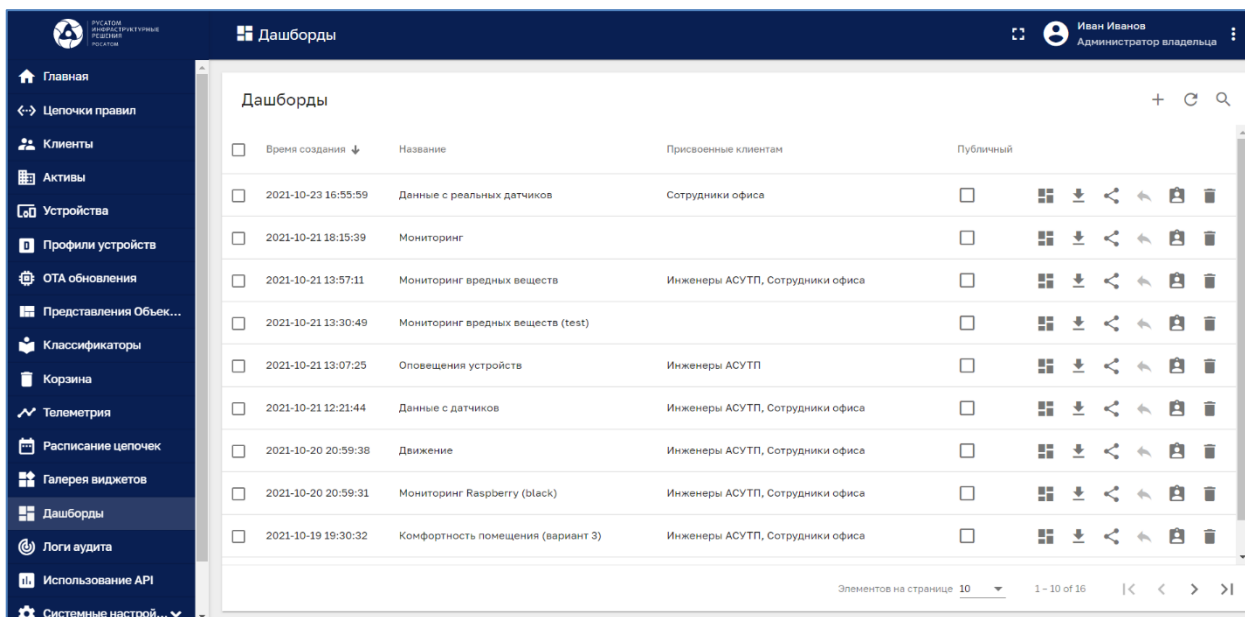 РУСАТОМ
ИНФРАСТРУКТУРНЫЕ
РЕШЕНИЯ
РОСАТОМ
Дашборды
Иван Иванов
Администратор владельца
Главная
Цепочки правил
Клиенты
Активы
Устройства
Профили устройств
OTA обновления
Представления Объек...
Классификаторы
Корзина
Телеметрия
Расписание цепочек
Галерея виджетов
Дашборды
Логи аудита
Использование API
Системные настрой...
Дашборды
Время создания Название Присвоенные клиентам Публичный
2021-10-23 16:55:59 Данные с реальных датчиков Сотрудники офиса
2021-10-21 18:15:39 Мониторинг
2021-10-21 13:57:11 Мониторинг вредных веществ Инженеры АСУТП, Сотрудники офиса
2021-10-21 13:30:49 Мониторинг вредных веществ (test)
2021-10-21 13:07:25 Оповещения устройств Инженеры АСУТП
2021-10-21 12:21:44 Данные с датчиков Инженеры АСУТП, Сотрудники офиса
2021-10-20 20:59:38 Движение Инженеры АСУТП, Сотрудники офиса
2021-10-20 20:59:31 Мониторинг Raspberry (black) Инженеры АСУТП, Сотрудники офиса
2021-10-19 19:30:32 Комфортность помещения (вариант 3) Инженеры АСУТП, Сотрудники офиса
Элементов на странице 10 1 – 10 of 16